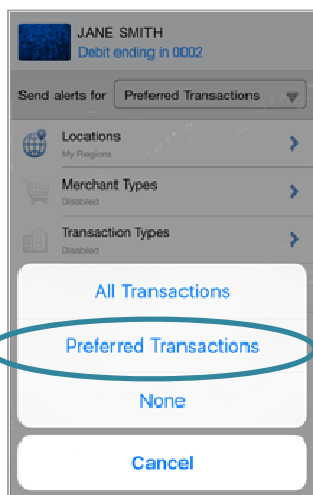 JANE SMITH
Debit ending in 0002
Send alerts for Preferred Transactions
Locations
My Regions
Merchant Types
Disabled
Transaction Types
Disabled
All Transactions
Preferred Transactions
None
Cancel